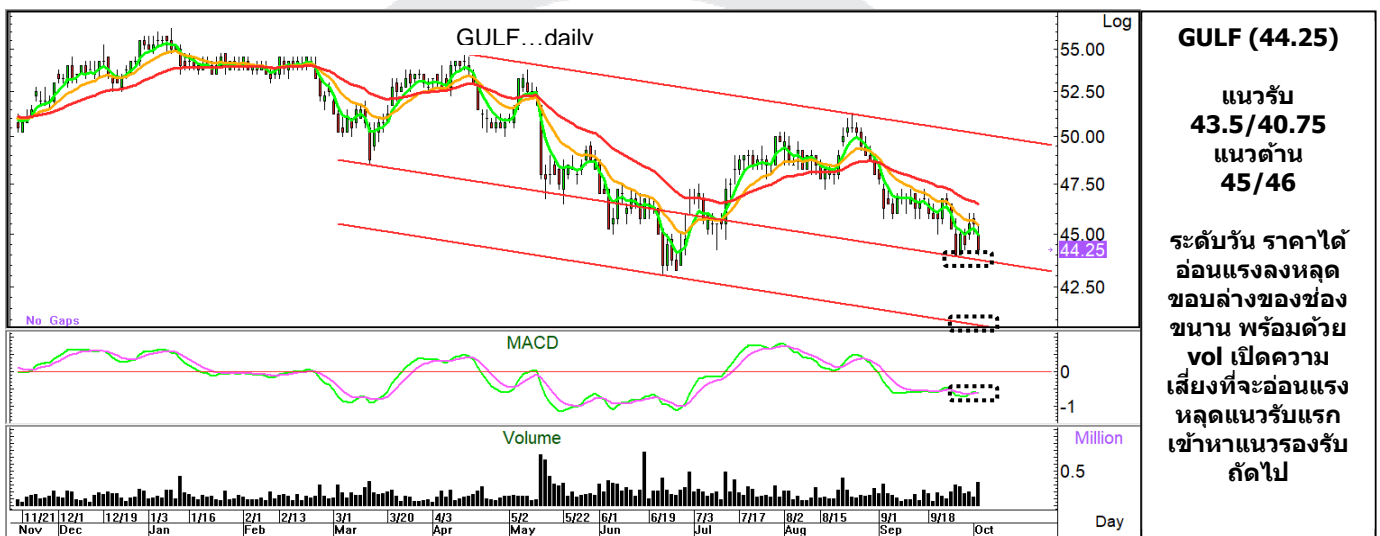 GULF...daily
Log
55.00
52.50
50.00
47.50
45.00
44.25
42.50
No Gaps
MACD
0
-1
Volume
Million
0.5
11/21 12/1 12/19 1/3 1/16 2/1 2/13 3/1 3/20 4/3 5/2 5/22 6/1 6/19 7/3 7/17 8/2 8/15 9/1 9/18
Nov Dec Jan Feb Mar Apr May Jun Jul Aug Sep Oct
Day
GULF (44.25)
แนวรับ
43.5/40.75
แนวต้าน
45/46
ระดับวัน ราคาได้
อ่อนแรงลงหลุด
ขอบล่างของช่อง
ขนาน พร้อมด้วย
vol เปิดความ
เสี่ยงที่จะอ่อนแรง
หลุดแนวรับแรก
เข้าหาแนวรองรับ
ถัดไป